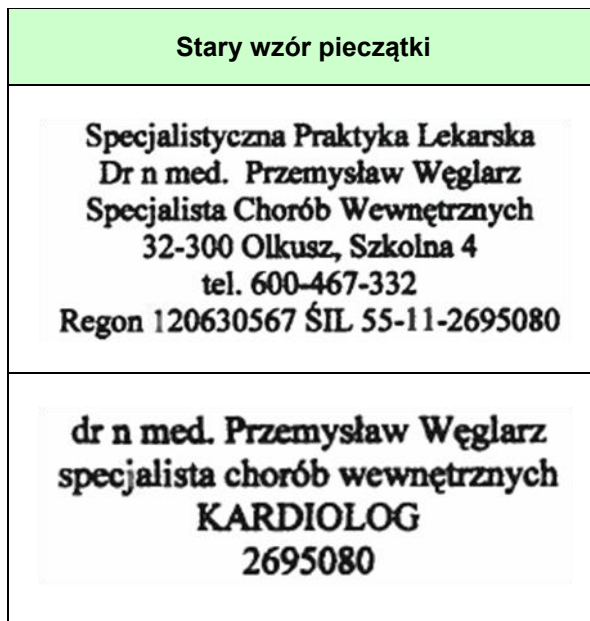 Stary wzór pieczątki
Specjalistyczna Praktyka Lekarska
Dr n med. Przemysław Węglarz
Specjalista Chorób Wewnętrznych
32-300 Olkusz, Szkolna 4
tel. 600-467-332
Regon 120630567 ŚIL 55-11-2695080
dr n med. Przemysław Węglarz
specjalista chorób wewnętrznych
KARDIOLOG
2695080